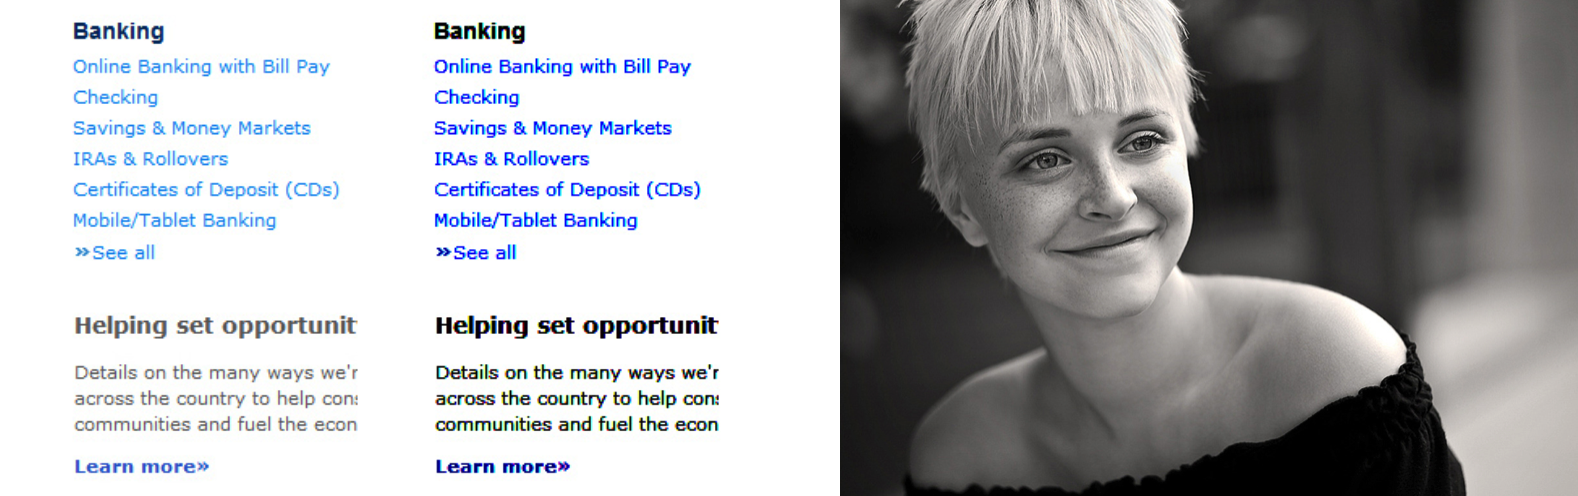 Banking
Online Banking with Bill Pay
Checking
Savings & Money Markets
IRAs & Rollovers
Certificates of Deposit (CDs)
Mobile/Tablet Banking
»See all
Helping set opportunit
Details on the many ways we'r
across the country to help cons
communities and fuel the econ
Learn more»
Banking
Online Banking with Bill Pay
Checking
Savings & Money Markets
IRAs & Rollovers
Certificates of Deposit (CDs)
Mobile/Tablet Banking
»See all
Helping set opportunit
Details on the many ways we'r
across the country to help cons
communities and fuel the econ
Learn more»